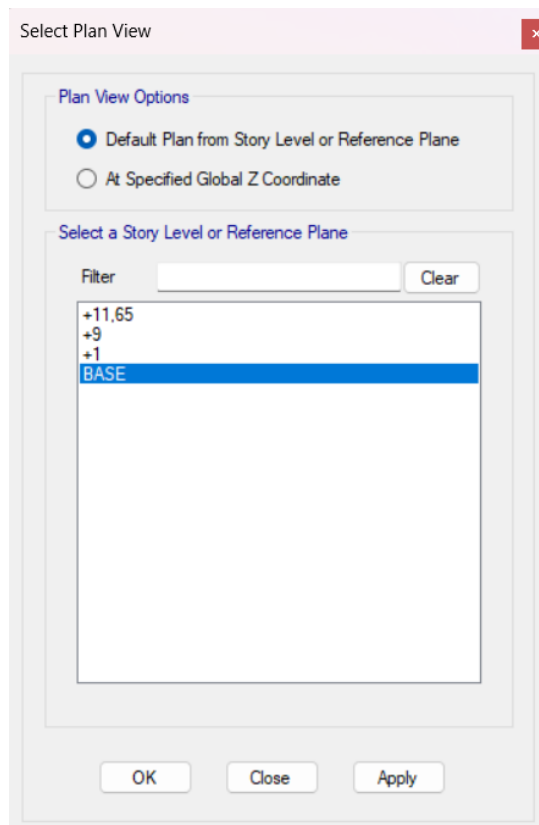 Select Plan View
Plan View Options
Default Plan from Story Level or Reference Plane
At Specified Global Z Coordinate
Select a Story Level or Reference Plane
Filter Clear
+11,65
+9
+1
BASE
OK Close Apply